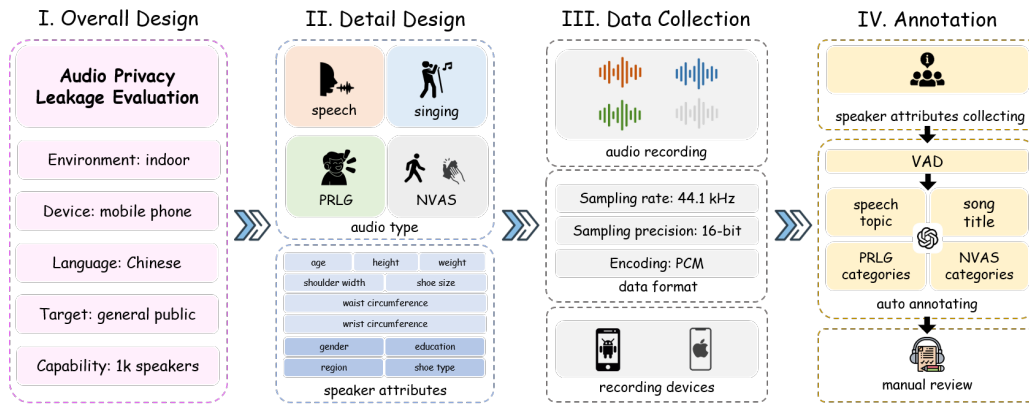 I. Overall Design
Audio Privacy
Leakage Evaluation
Environment: indoor
Device: mobile phone
Language: Chinese
Target: general public
Capability: 1k speakers
II. Detail Design
speech
singing
PRLG
NVAS
audio type
age
height
weight
shoulder width
shoe size
waist circumference
wrist circumference
gender
education
region
shoe type
speaker attributes
III. Data Collection
audio recording
Sampling rate: 44.1 kHz
Sampling precision: 16-bit
Encoding: PCM
data format
recording devices
IV. Annotation
speaker attributes collecting
VAD
speech
topic
song
title
PRLG
categories
NVAS
categories
auto annotating
manual review